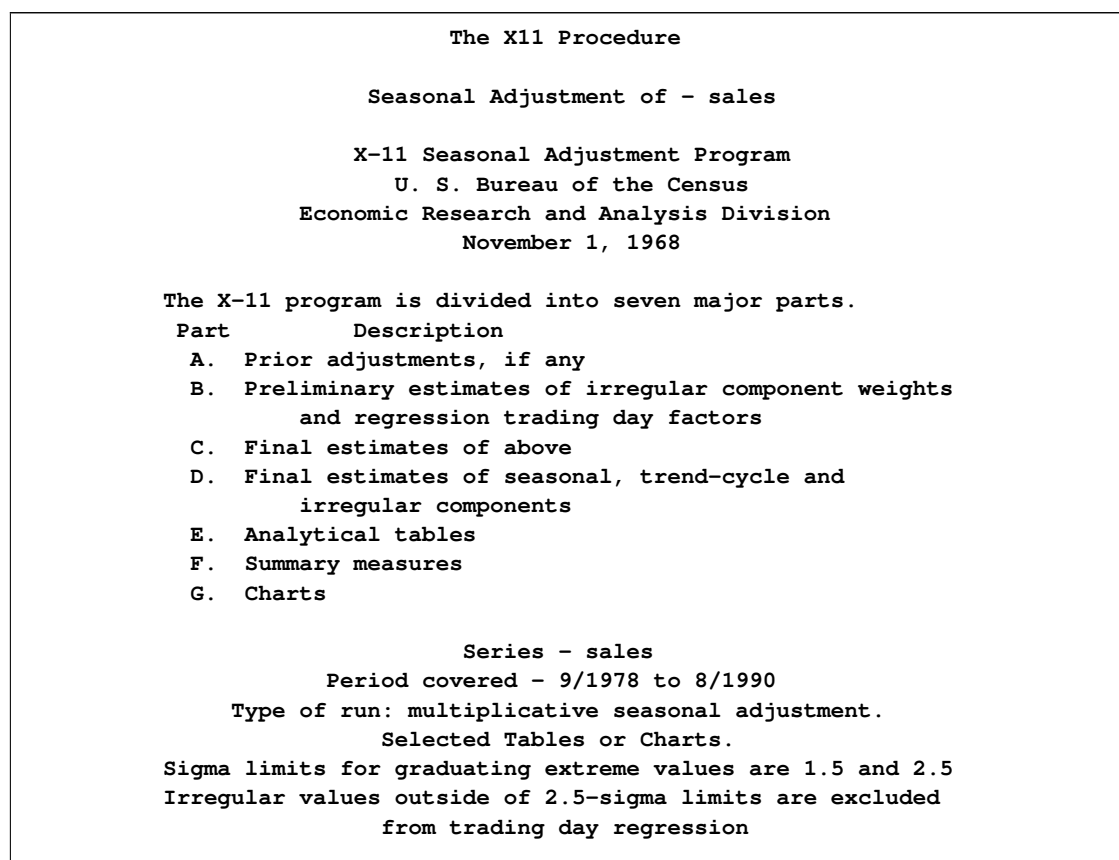 The X11 Procedure
Seasonal Adjustment of - sales
X-11 Seasonal Adjustment Program
U. S. Bureau of the Census
Economic Research and Analysis Division
November 1, 1968
The X-11 program is divided into seven major parts.
Part Description
A. Prior adjustments, if any
B. Preliminary estimates of irregular component weights
and regression trading day factors
C. Final estimates of above
D. Final estimates of seasonal, trend-cycle and
irregular components
E. Analytical tables
F. Summary measures
G. Charts
Series - sales
Period covered - 9/1978 to 8/1990
Type of run: multiplicative seasonal adjustment.
Selected Tables or Charts.
Sigma limits for graduating extreme values are 1.5 and 2.5
Irregular values outside of 2.5-sigma limits are excluded
from trading day regression